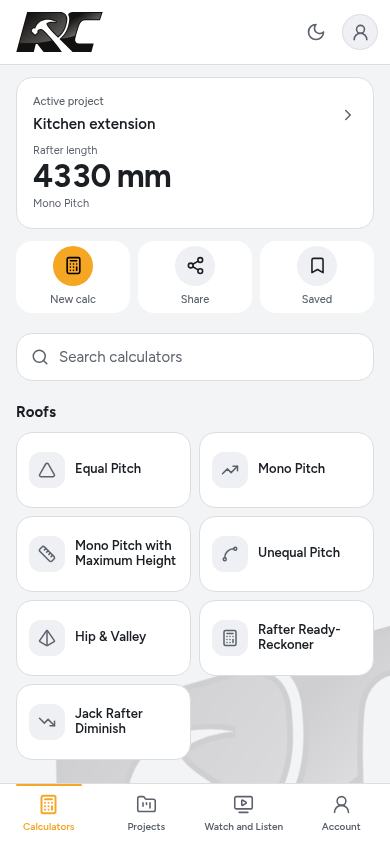 RC
Active project
Kitchen extension
Rafter length
4330 mm
Mono Pitch
New calc
Share
Saved
Search calculators
Roofs
Equal Pitch
Mono Pitch
Mono Pitch with
Maximum Height
Unequal Pitch
Hip & Valley
Rafter Ready-
Reckoner
Jack Rafter
Diminish
Calculators
Projects
Watch and Listen
Account